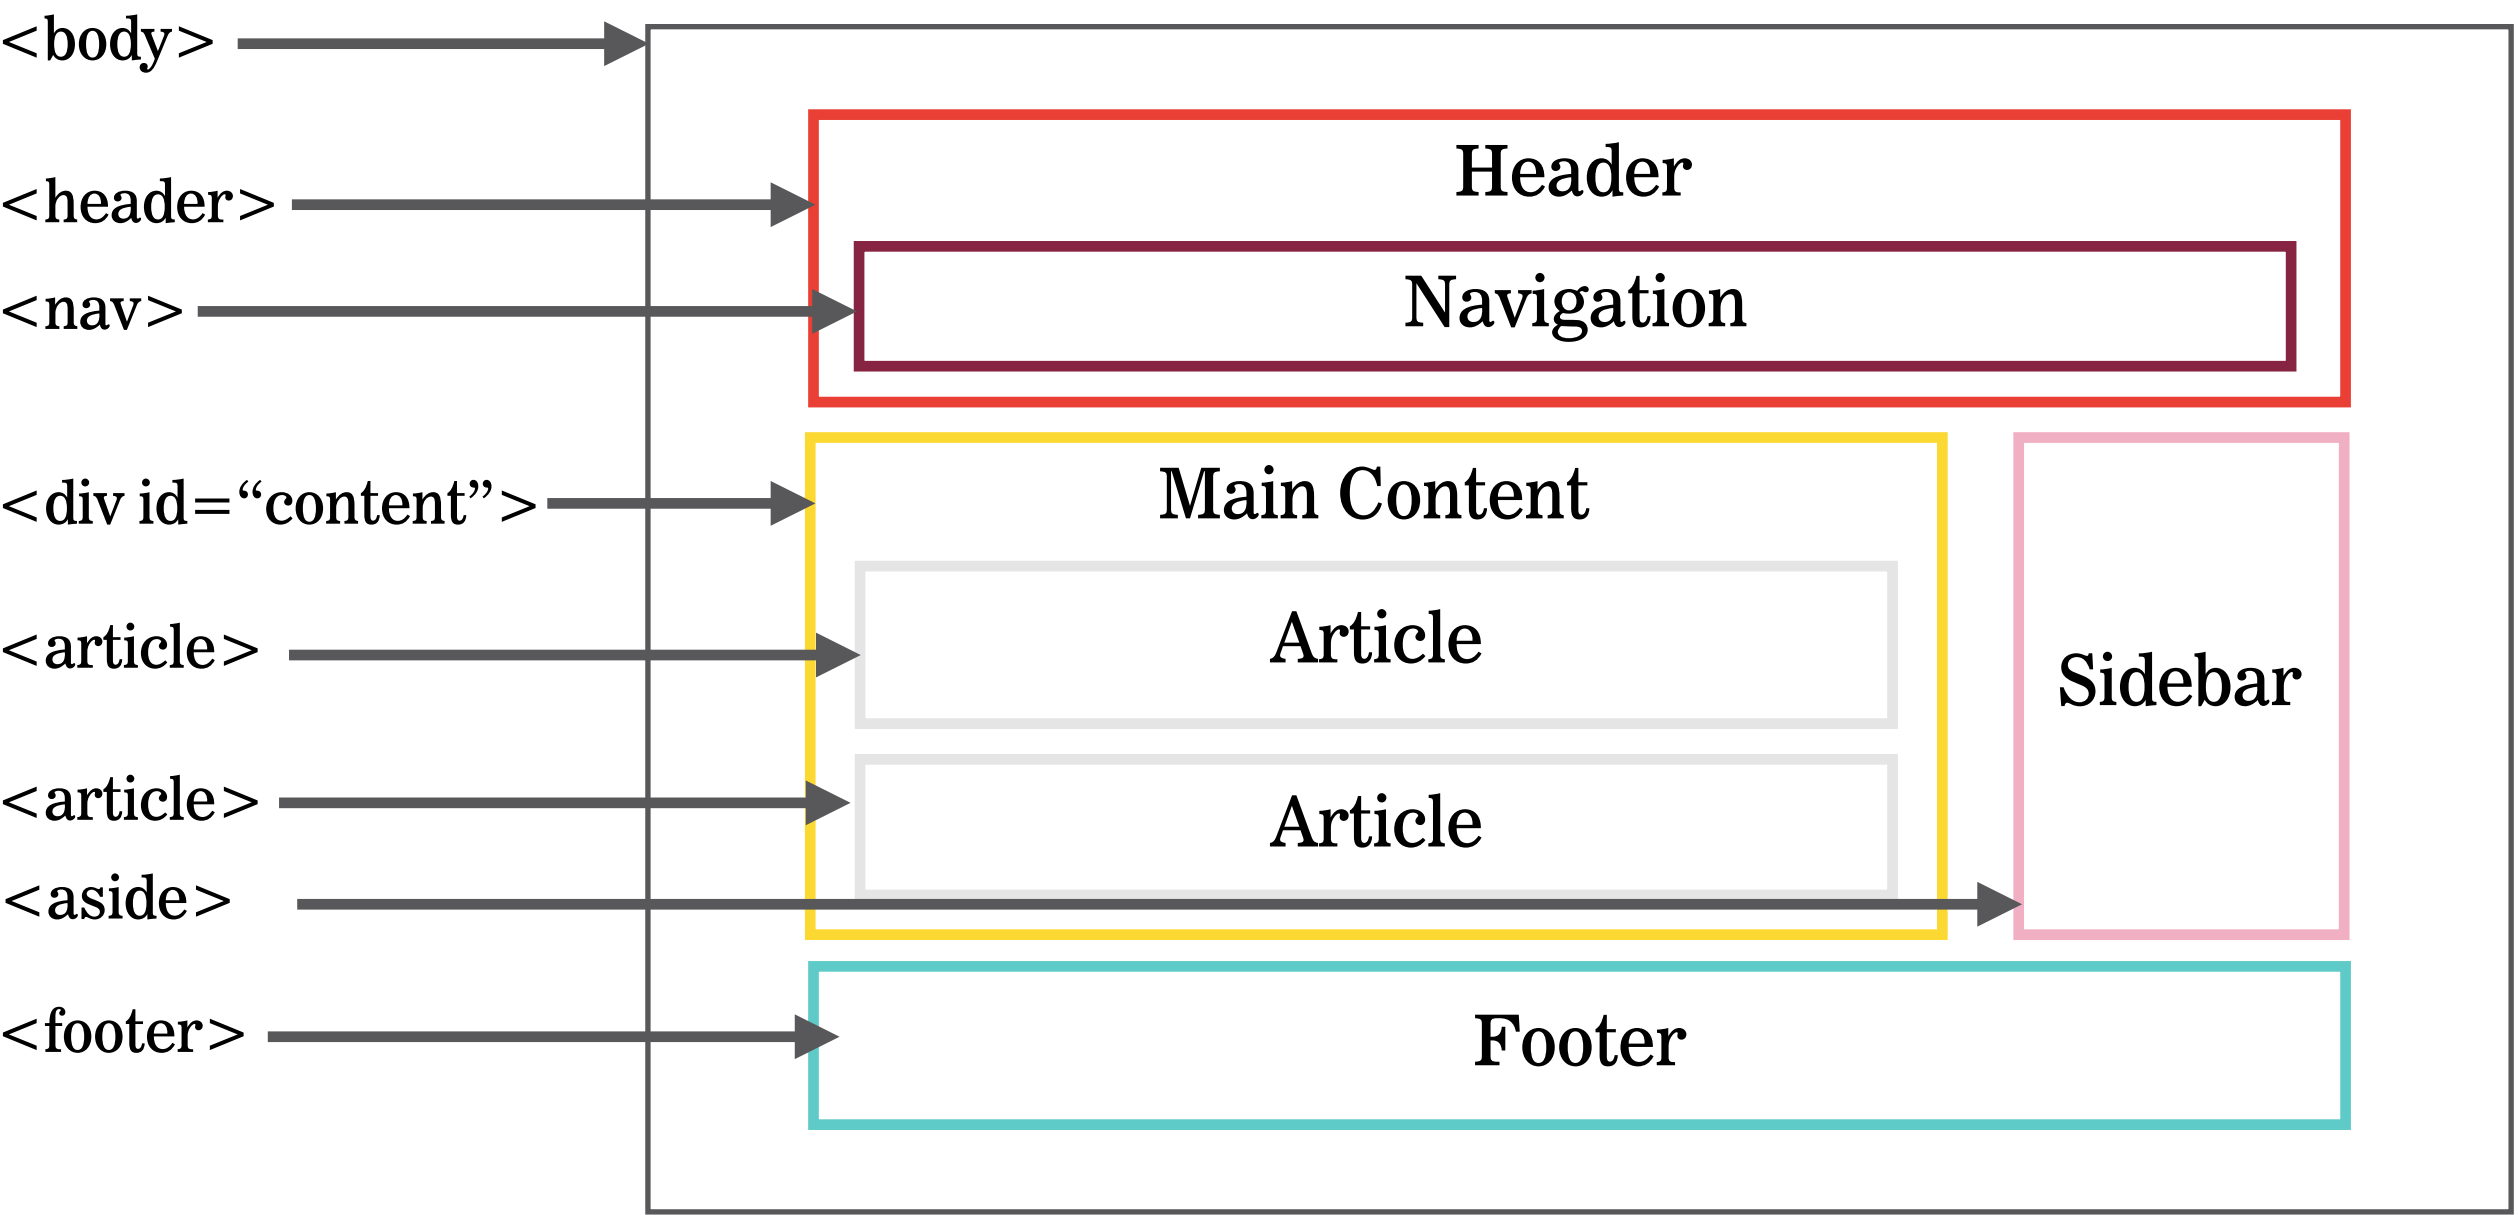 <body>
<header>
Header
<nav>
Navigation
<div id=“content”>
Main Content
<article>
Article
Sidebar
<article>
Article
<aside>
<footer>
Footer